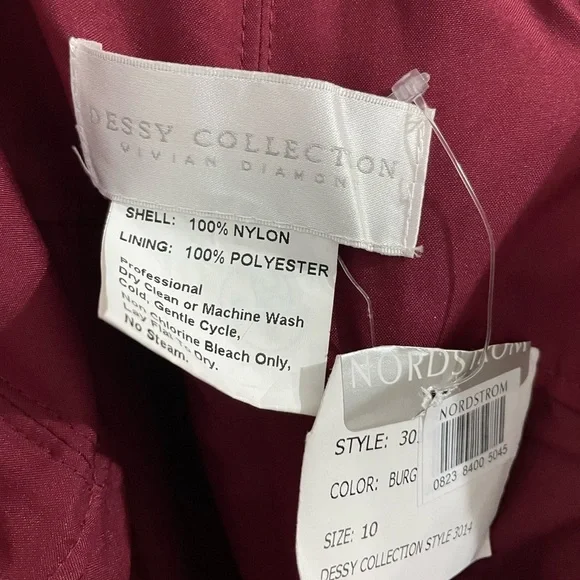 DESSY COLLECTION
VIVIAN DIAMON
SHELL: 100% NYLON
LINING: 100% POLYESTER
Professional
Dry Clean or Machine Wash
Cold, Gentle Cycle,
Non Chlorine Bleach Only,
Lay Flat To Dry.
No Steam.
NORDSTROM
NORDSTROM
0823 8400 5045
STYLE: 30
COLOR: BURG
SIZE: 10
DESSY COLLECTION STYLE 3014